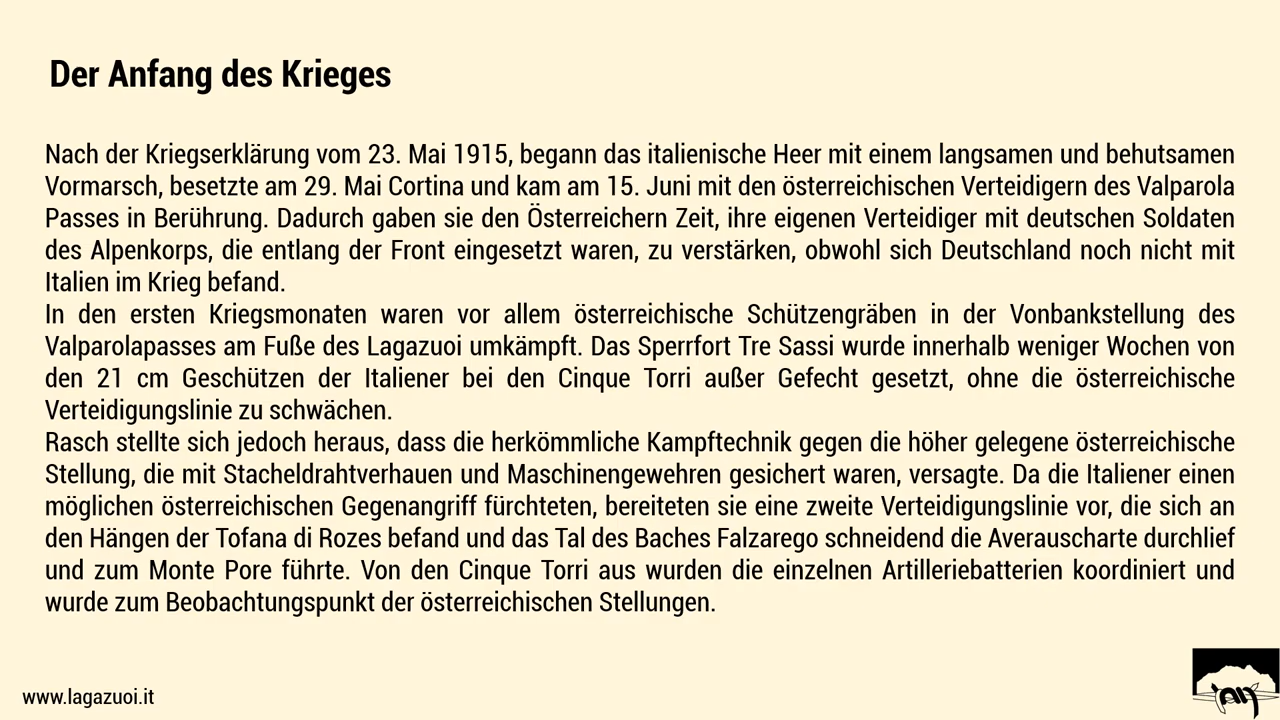 Der Anfang des Krieges
Nach der Kriegserklärung vom 23. Mai 1915, begann das italienische Heer mit einem langsamen und behutsamen
Vormarsch, besetzte am 29. Mai Cortina und kam am 15. Juni mit den österreichischen Verteidigern des Valparola
Passes in Berührung. Dadurch gaben sie den Österreichern Zeit, ihre eigenen Verteidiger mit deutschen Soldaten
des Alpenkorps, die entlang der Front eingesetzt waren, zu verstärken, obwohl sich Deutschland noch nicht mit
Italien im Krieg befand.
In den ersten Kriegsmonaten waren vor allem österreichische Schützengräben in der Vonbankstellung des
Valparolapasses am Fuße des Lagazuoi umkämpft. Das Sperrfort Tre Sassi wurde innerhalb weniger Wochen von
den 21 cm Geschützen der Italiener bei den Cinque Torri außer Gefecht gesetzt, ohne die österreichische
Verteidigungslinie zu schwächen.
Rasch stellte sich jedoch heraus, dass die herkömmliche Kampftechnik gegen die höher gelegene österreichische
Stellung, die mit Stacheldrahtverhauen und Maschinengewehren gesichert waren, versagte. Da die Italiener einen
möglichen österreichischen Gegenangriff fürchteten, bereiteten sie eine zweite Verteidigungslinie vor, die sich an
den Hängen der Tofana di Rozes befand und das Tal des Baches Falzarego schneidend die Averauscharte durchlief
und zum Monte Pore führte. Von den Cinque Torri aus wurden die einzelnen Artilleriebatterien koordiniert und
wurde zum Beobachtungspunkt der österreichischen Stellungen.
www.lagazuoi.it